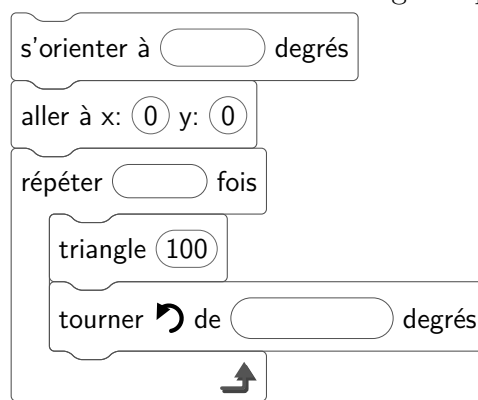 s'orienter à degrés
aller à x: 0 y: 0
répéter fois
triangle 100
tourner de degrés